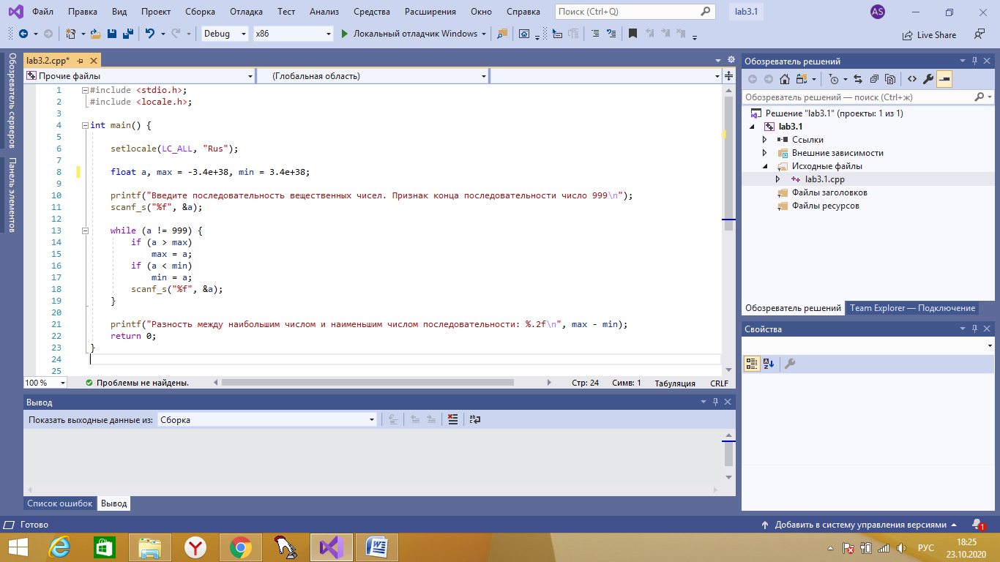 Файл Правка Вид Проект Сборка Отладка Тест Анализ Средства Расширения Окно Справка Поиск (Ctrl+Q) lab3.1 AS
Debug x86 Локальный отладчик Windows Live Share
Обозреватель серверов
Панель элементов
lab3.2.cpp*
Прочие файлы (Глобальная область)
1 #include <stdio.h>;
2 #include <locale.h>;
3
4 int main() {
5
6 setlocale(LC_ALL, "Rus");
7
8 float a, max = -3.4e+38, min = 3.4e+38;
9
10 printf("Введите последовательность вещественных чисел. Признак конца последовательности число 999\n");
11 scanf_s("%f", &a);
12
13 while (a != 999) {
14 if (a > max)
15 max = a;
16 if (a < min)
17 min = a;
18 scanf_s("%f", &a);
19 }
20
21 printf("Разность между наибольшим числом и наименьшим числом последовательности: %.2f\n", max - min);
22 return 0;
23 }
24
25
100 % Проблемы не найдены. Стр: 24 Симв: 1 Табуляция CRLF
Вывод
Показать выходные данные из: Сборка
Список ошибок Вывод
Обозреватель решений
Обозреватель решений — поиск (Ctrl+ж)
Решение "lab3.1" (проекты: 1 из 1)
lab3.1
Ссылки
Внешние зависимости
Исходные файлы
lab3.1.cpp
Файлы заголовков
Файлы ресурсов
Обозреватель решений Team Explorer — Подключение
Свойства
Готово Добавить в систему управления версиями 1
РУС 18:25
23.10.2020